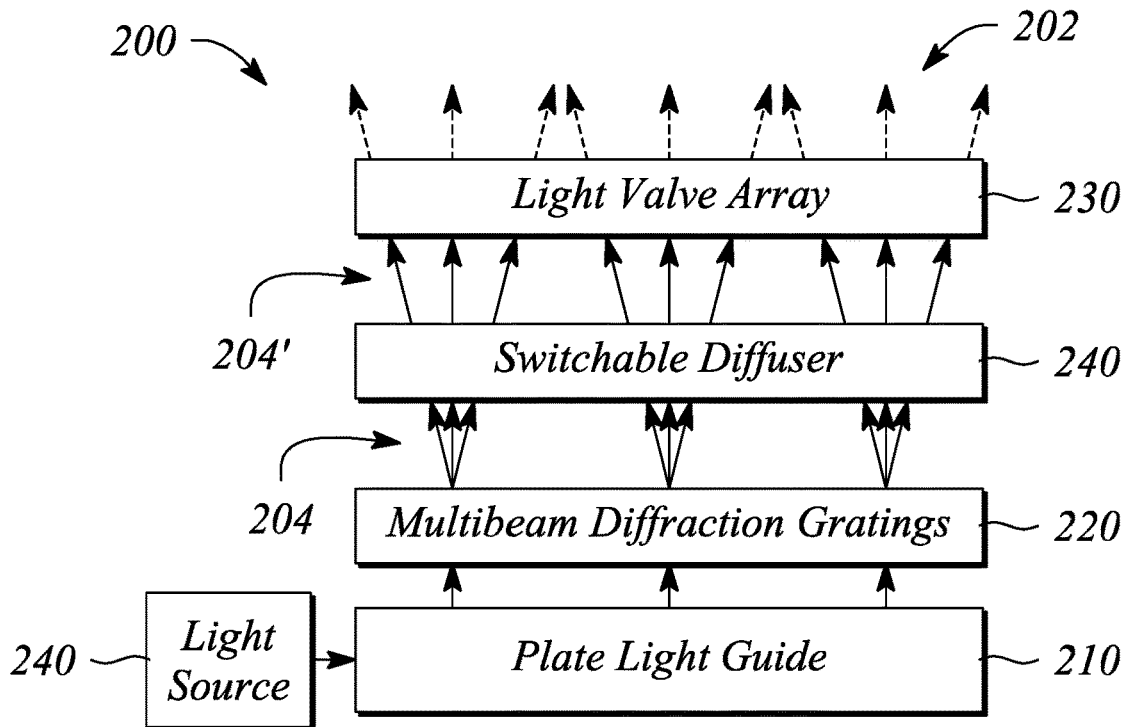 200
202
Light Valve Array
230
204'
Switchable Diffuser
240
204
Multibeam Diffraction Gratings
220
240
Light
Source
Plate Light Guide
210